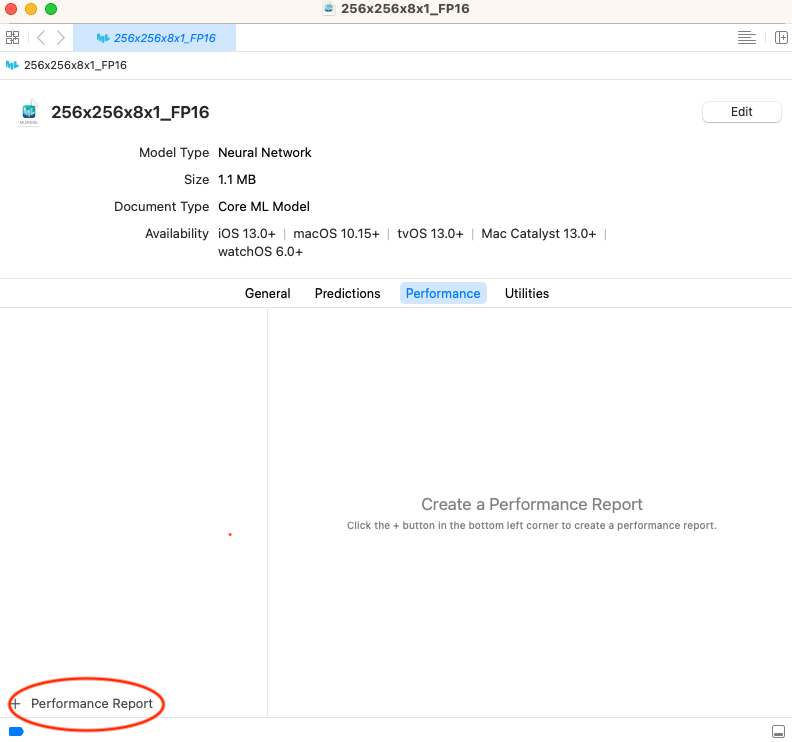 256x256x8x1_FP16
256x256x8x1_FP16
256x256x8x1_FP16
256x256x8x1_FP16
Edit
Model Type Neural Network
Size 1.1 MB
Document Type Core ML Model
Availability iOS 13.0+ | macOS 10.15+ | tvOS 13.0+ | Mac Catalyst 13.0+ |
watchOS 6.0+
General Predictions Performance Utilities
Create a Performance Report
Click the + button in the bottom left corner to create a performance report.
+ Performance Report